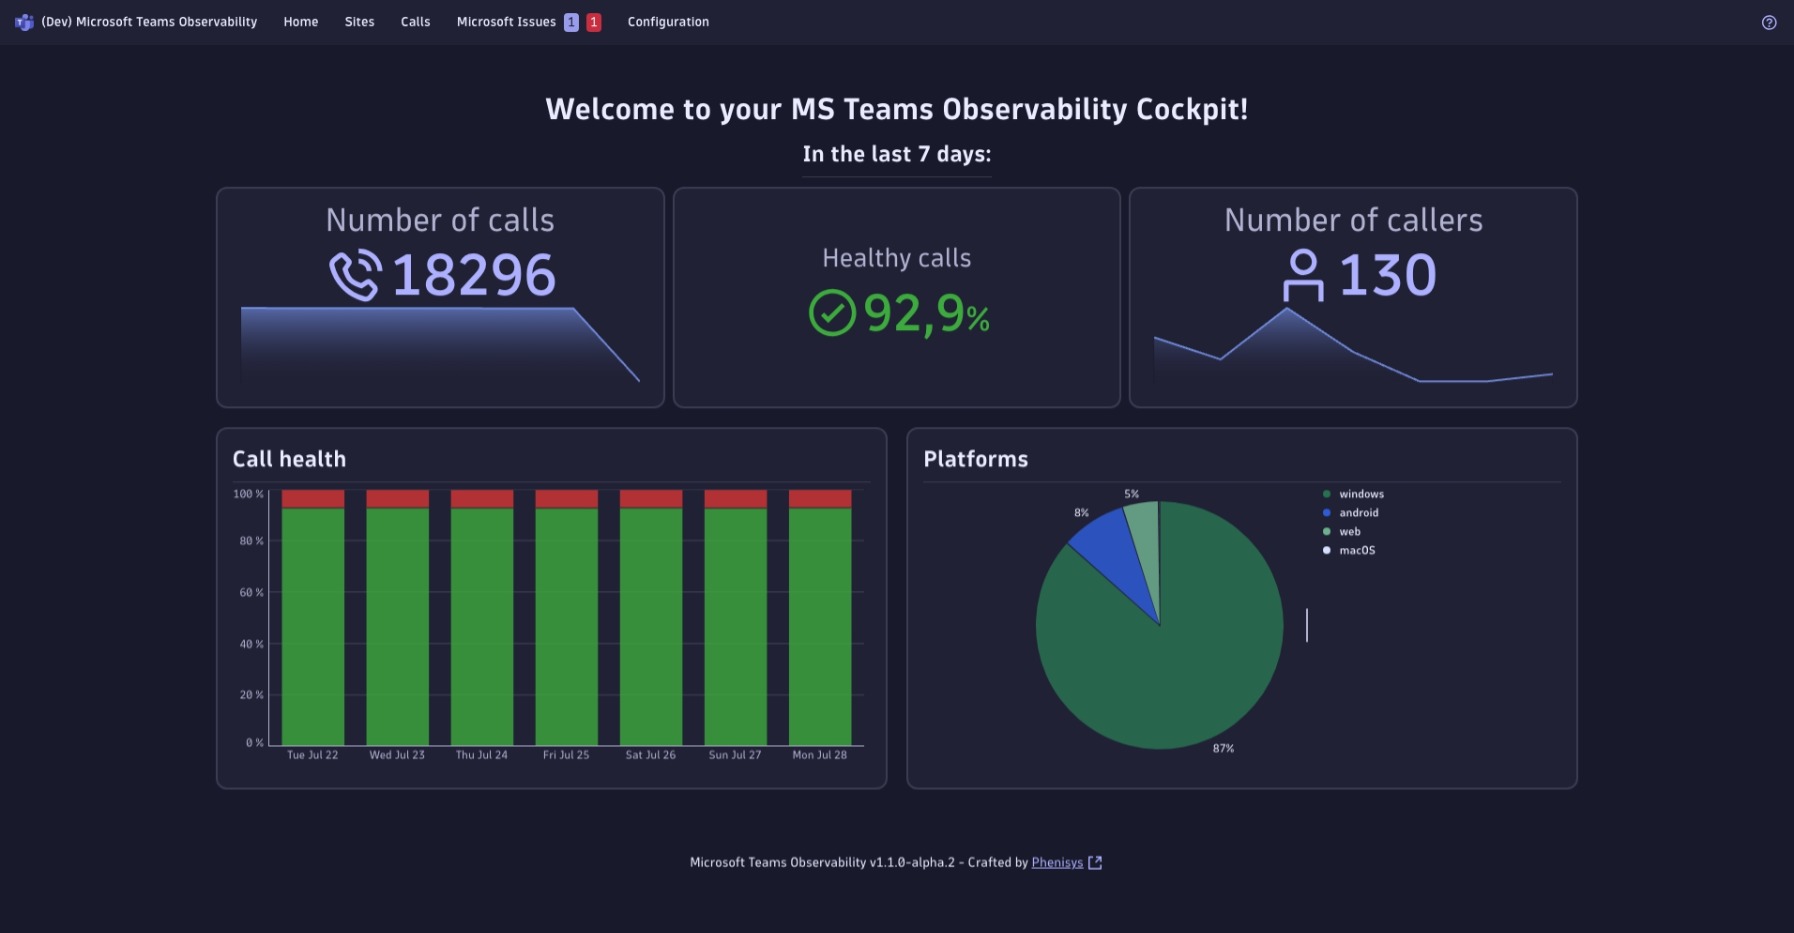 (Dev) Microsoft Teams Observability Home Sites Calls Microsoft Issues 1 1 Configuration
Welcome to your MS Teams Observability Cockpit!
In the last 7 days:
Number of calls
18296
Healthy calls
92,9%
Number of callers
130
Call health
100 %
80 %
60 %
40 %
20 %
0 %
Tue Jul 22 Wed Jul 23 Thu Jul 24 Fri Jul 25 Sat Jul 26 Sun Jul 27 Mon Jul 28
Platforms
5%
8%
87%
windows
android
web
macOS
Microsoft Teams Observability v1.1.0-alpha.2 - Crafted by Phenisys